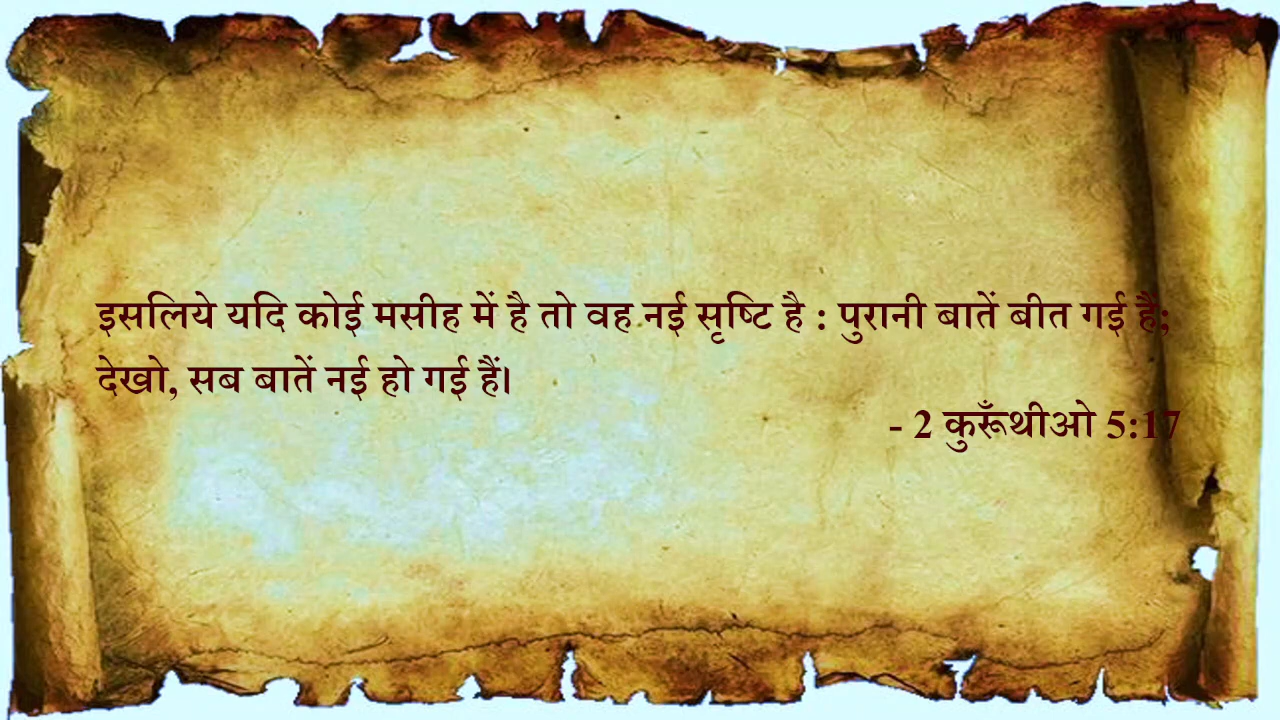 इसलिये यदि कोई मसीह में है तो वह नई सृष्टि है : पुरानी बातें बीत गई हैं;
देखो, सब बातें नई हो गई हैं।
- 2 कुरूँथीओ 5:17